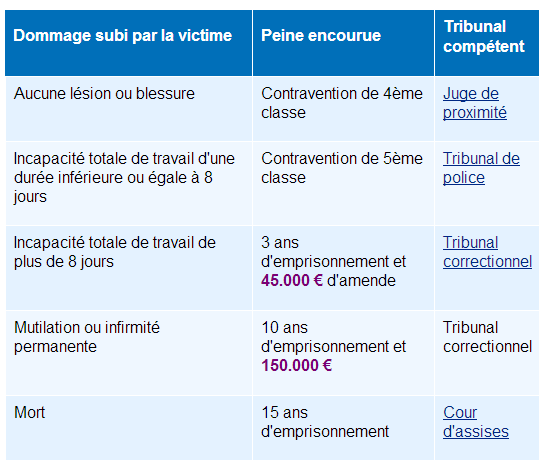 Dommage subi par la victime
Peine encourue
Tribunal
compétent
Aucune lésion ou blessure
Contravention de 4ème
classe
Juge de
proximité
Incapacité totale de travail d'une
durée inférieure ou égale à 8
jours
Contravention de 5ème
classe
Tribunal de
police
Incapacité totale de travail de
plus de 8 jours
3 ans
d'emprisonnement et
45.000 € d'amende
Tribunal
correctionnel
Mutilation ou infirmité
permanente
10 ans
d'emprisonnement et
150.000 €
Tribunal
correctionnel
Mort
15 ans
d'emprisonnement
Cour
d'assises